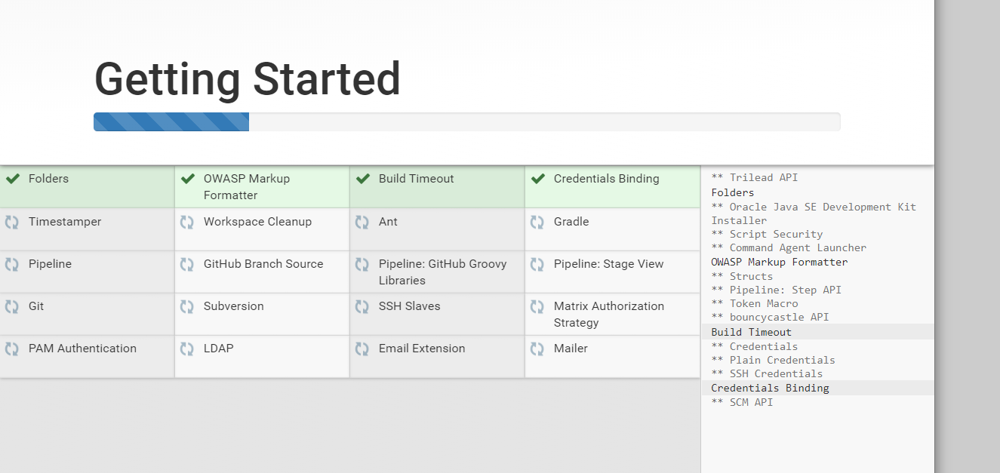 Getting Started
Folders
OWASP Markup
Formatter
Build Timeout
Credentials Binding
Timestamper
Workspace Cleanup
Ant
Gradle
Pipeline
GitHub Branch Source
Pipeline: GitHub Groovy
Libraries
Pipeline: Stage View
Git
Subversion
SSH Slaves
Matrix Authorization
Strategy
PAM Authentication
LDAP
Email Extension
Mailer
** Trilead API
Folders
** Oracle Java SE Development Kit
Installer
** Script Security
** Command Agent Launcher
OWASP Markup Formatter
** Structs
** Pipeline: Step API
** Token Macro
** bouncycastle API
Build Timeout
** Credentials
** Plain Credentials
** SSH Credentials
Credentials Binding
** SCM API